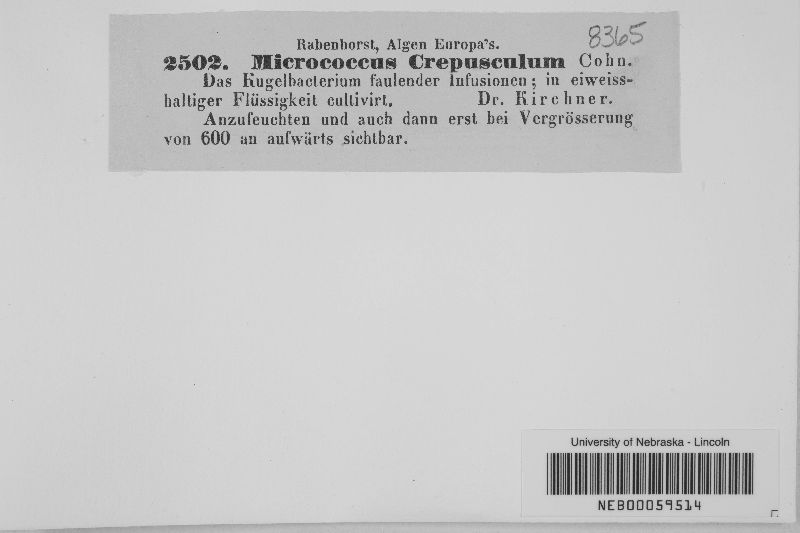 Rabenhorst, Algen Europa's.
8365
2502. Micrococcus Crepusculum Cohn.
Das Kugelbacterium faulender Infusionen; in eiweiss-
haltiger Flüssigkeit cultivirt. Dr. Kirchner.
Anzufeuchten und auch dann erst bei Vergrösserung
von 600 an aufwärts sichtbar.
University of Nebraska - Lincoln
NEB00059514